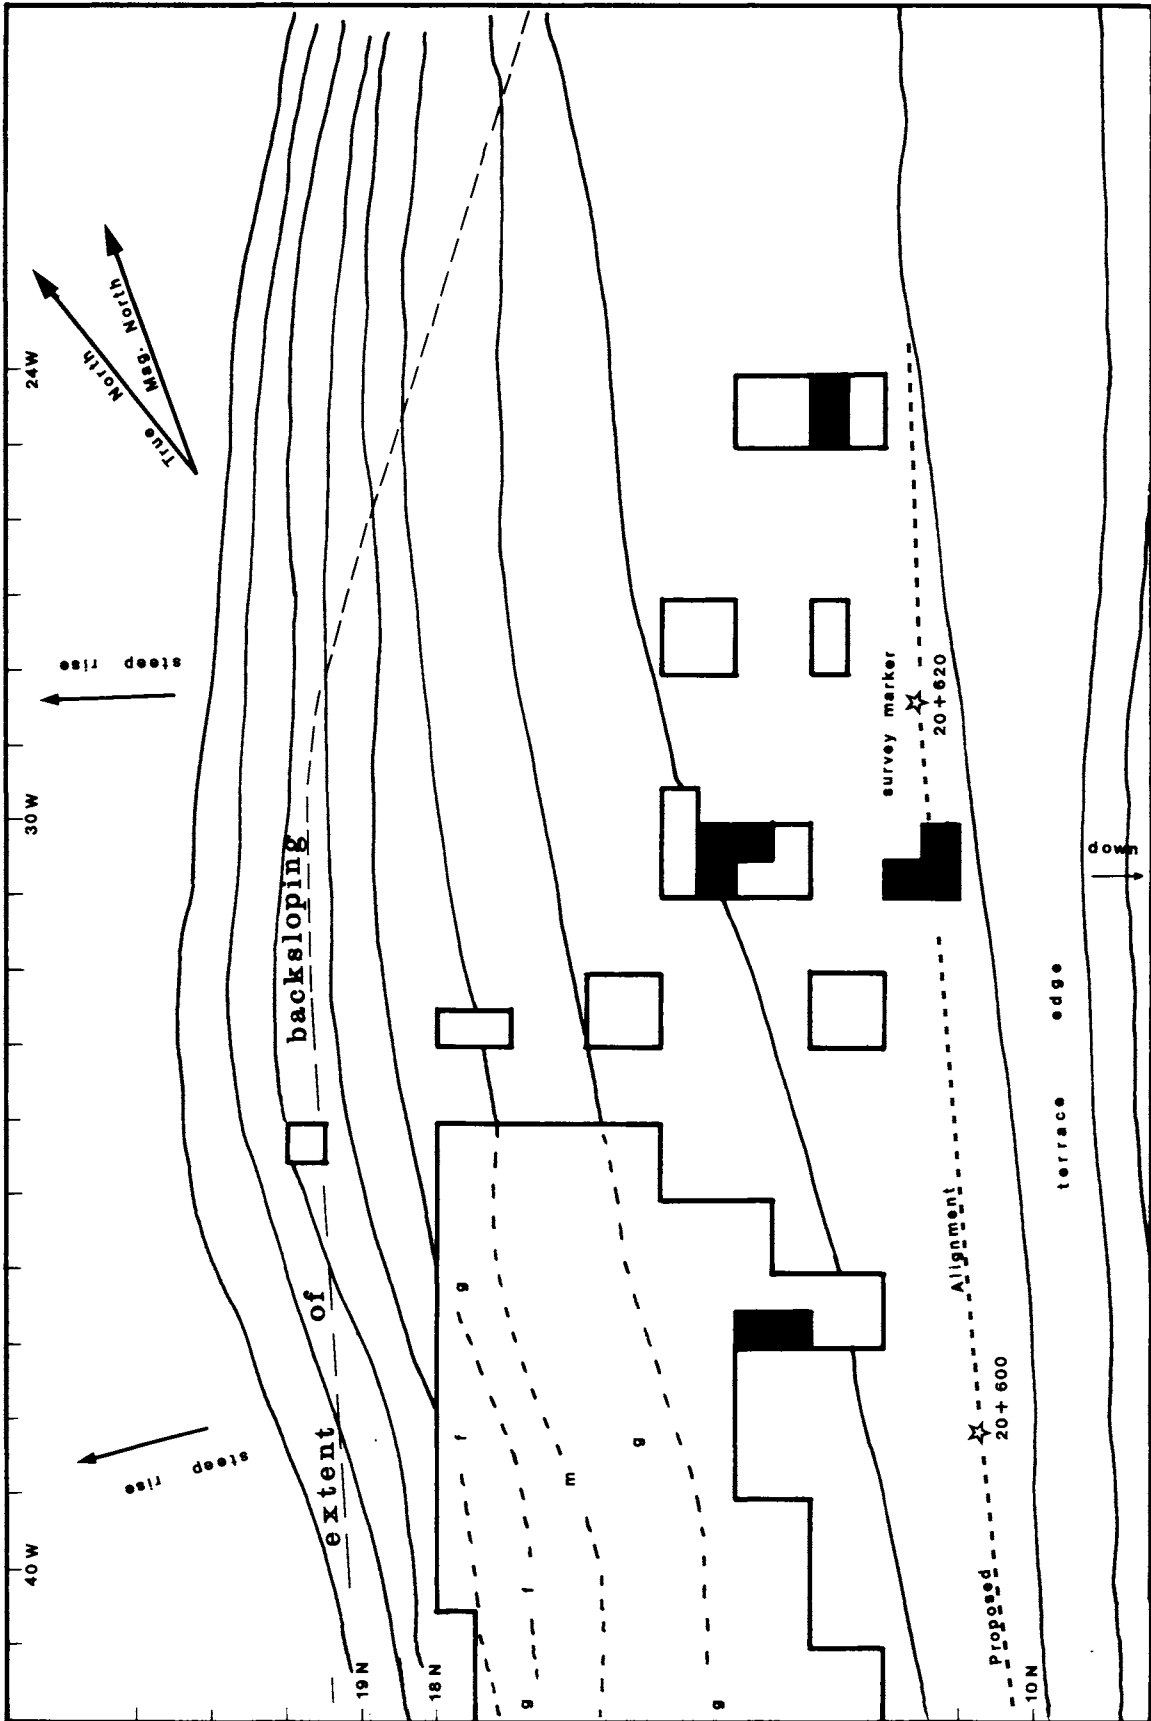 24W
30W
40W
True North
Mag. North
steep rise
steep rise
extent of backsloping
survey marker
20+620
20+600
Proposed Alignment
terrace edge
down
19N
18N
10N
g
f
g
m
f
g
g